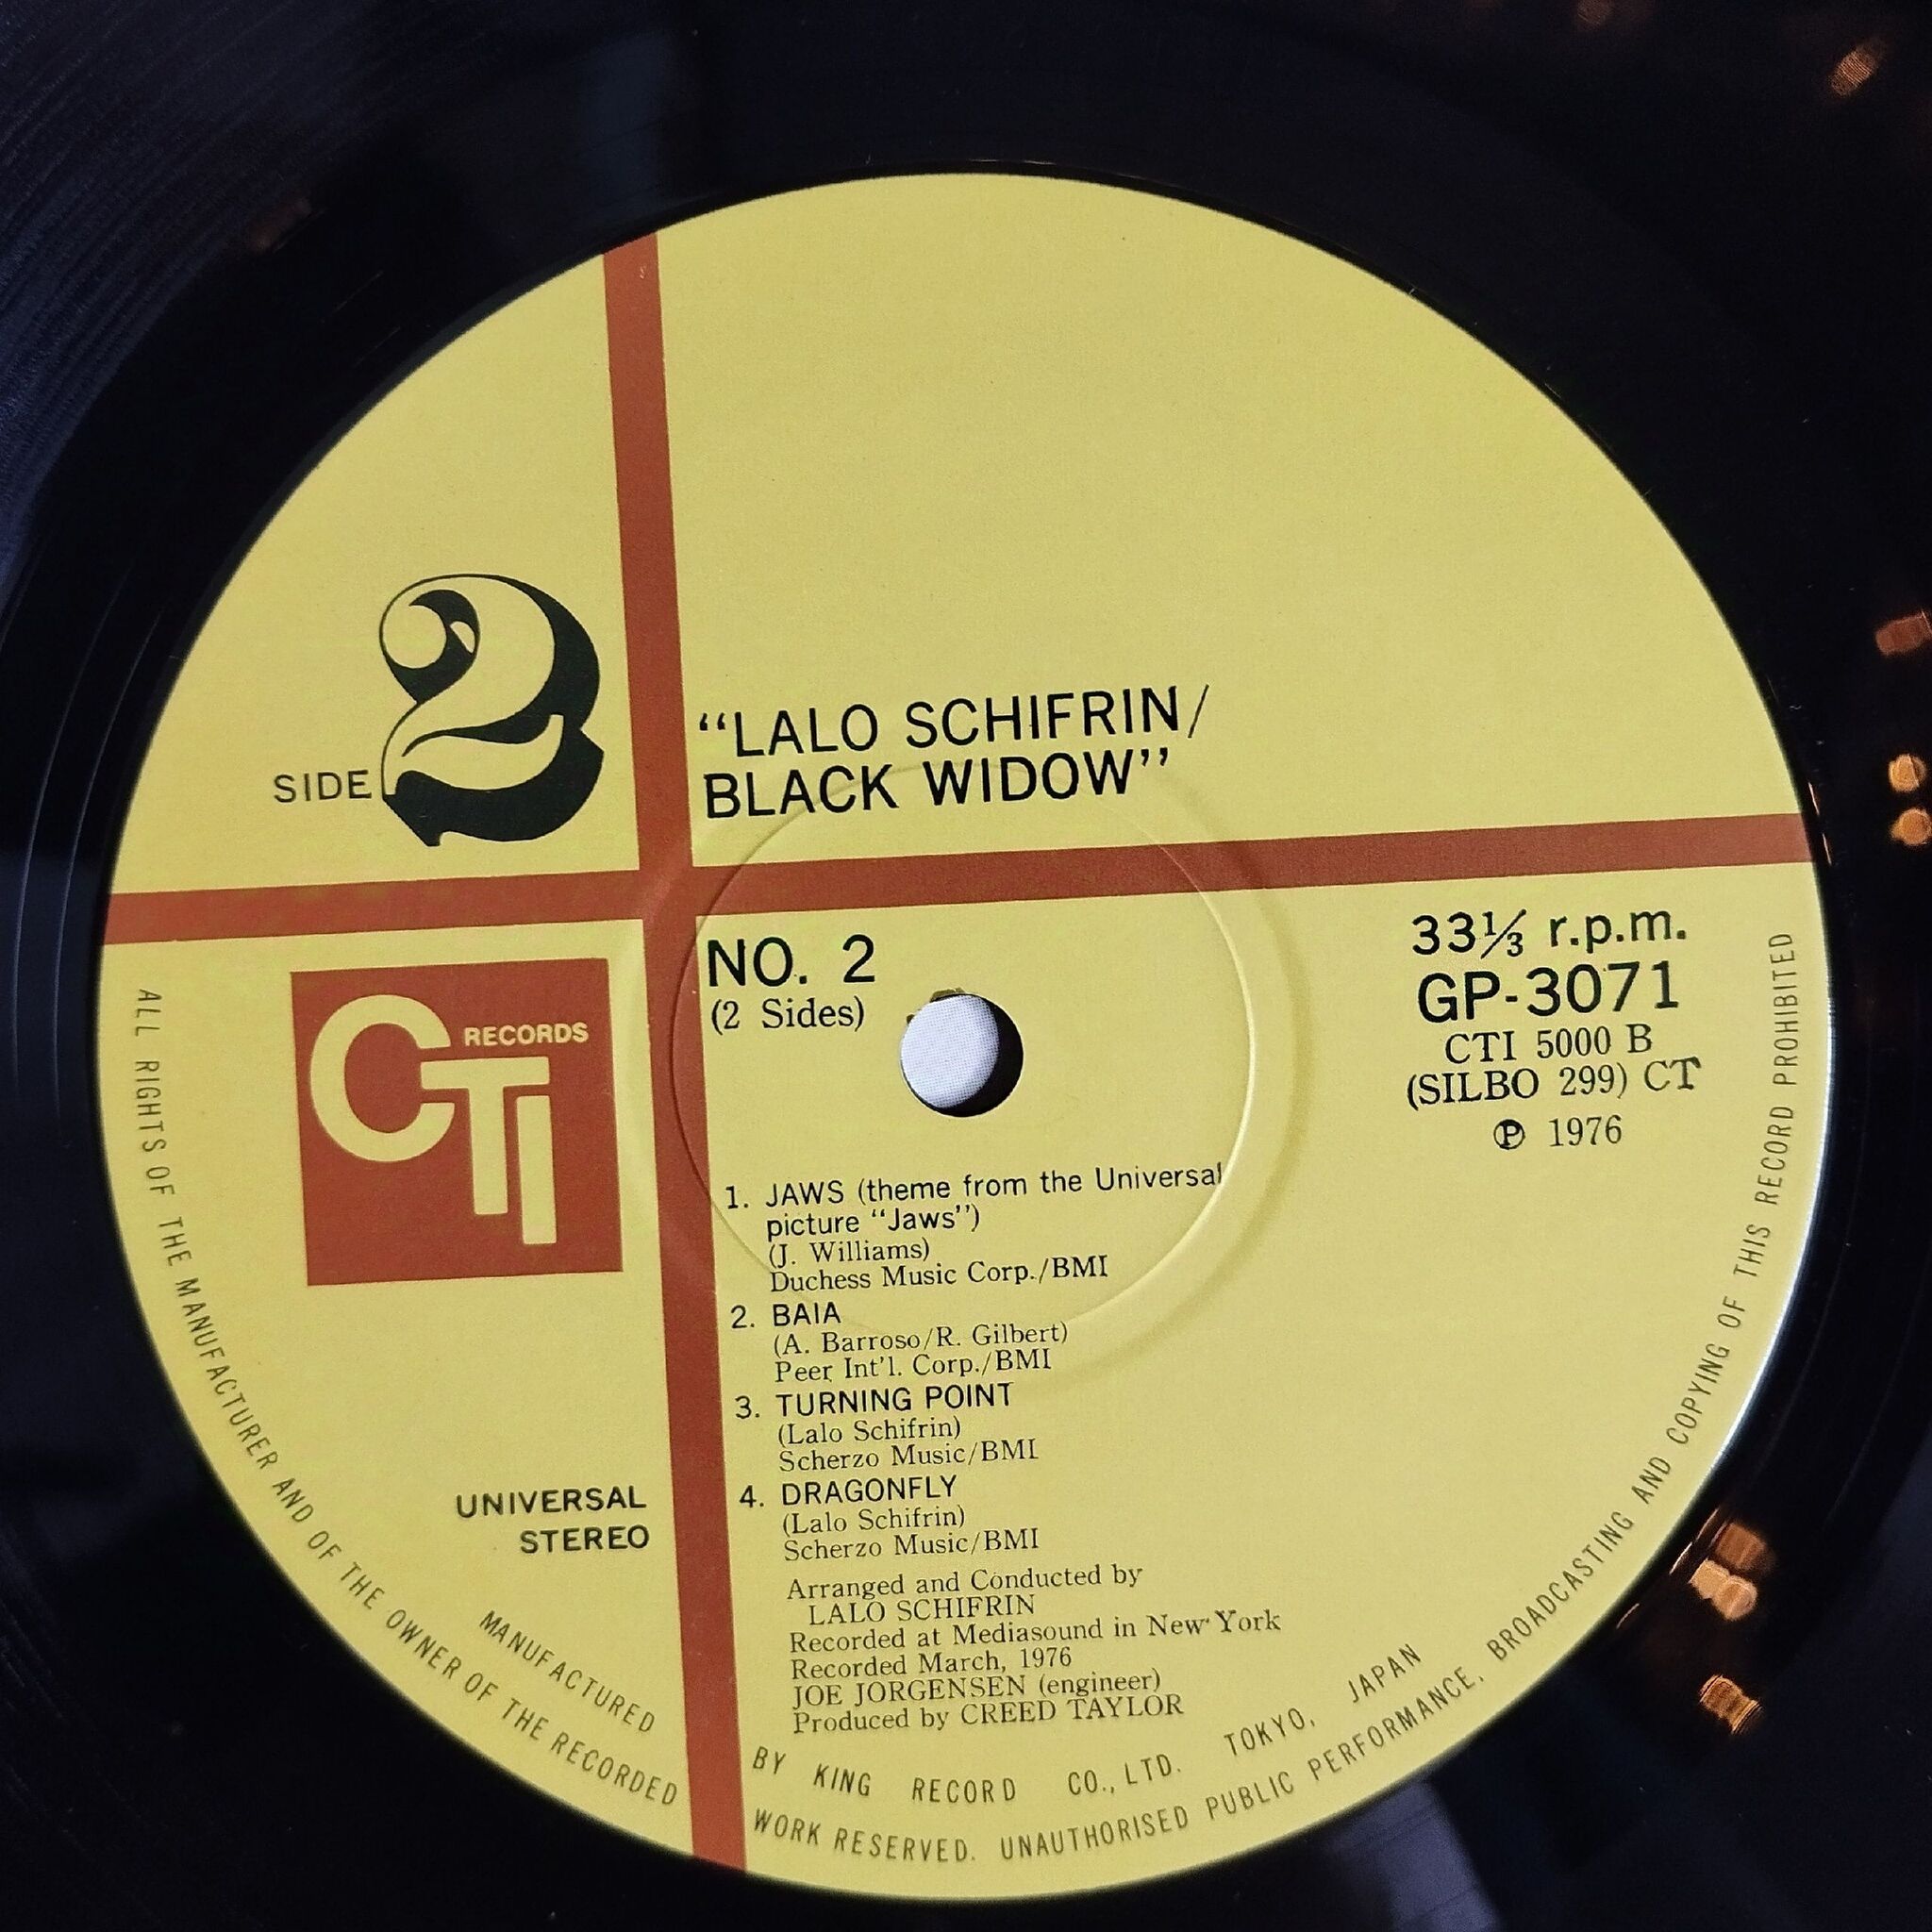 SIDE 2
"LALO SCHIFRIN/
BLACK WIDOW"
CTI RECORDS
NO. 2
(2 Sides)
33⅓ r.p.m.
GP-3071
CTI 5000 B
(SILBO 299) CT
℗ 1976
1. JAWS (theme from the Universal
picture "Jaws")
(J. Williams)
Duchess Music Corp./BMI
2. BAIA
(A. Barroso/R. Gilbert)
Peer Int'l. Corp./BMI
3. TURNING POINT
(Lalo Schifrin)
Scherzo Music/BMI
4. DRAGONFLY
(Lalo Schifrin)
Scherzo Music/BMI
UNIVERSAL
STEREO
Arranged and Conducted by
LALO SCHIFRIN
Recorded at Mediasound in New York
Recorded March, 1976
JOE JORGENSEN (engineer)
Produced by CREED TAYLOR
MANUFACTURED BY KING RECORD CO., LTD. TOKYO, JAPAN
ALL RIGHTS OF THE MANUFACTURER AND OF THE OWNER OF THE RECORDED WORK RESERVED. UNAUTHORISED PUBLIC PERFORMANCE, BROADCASTING AND COPYING OF THIS RECORD PROHIBITED